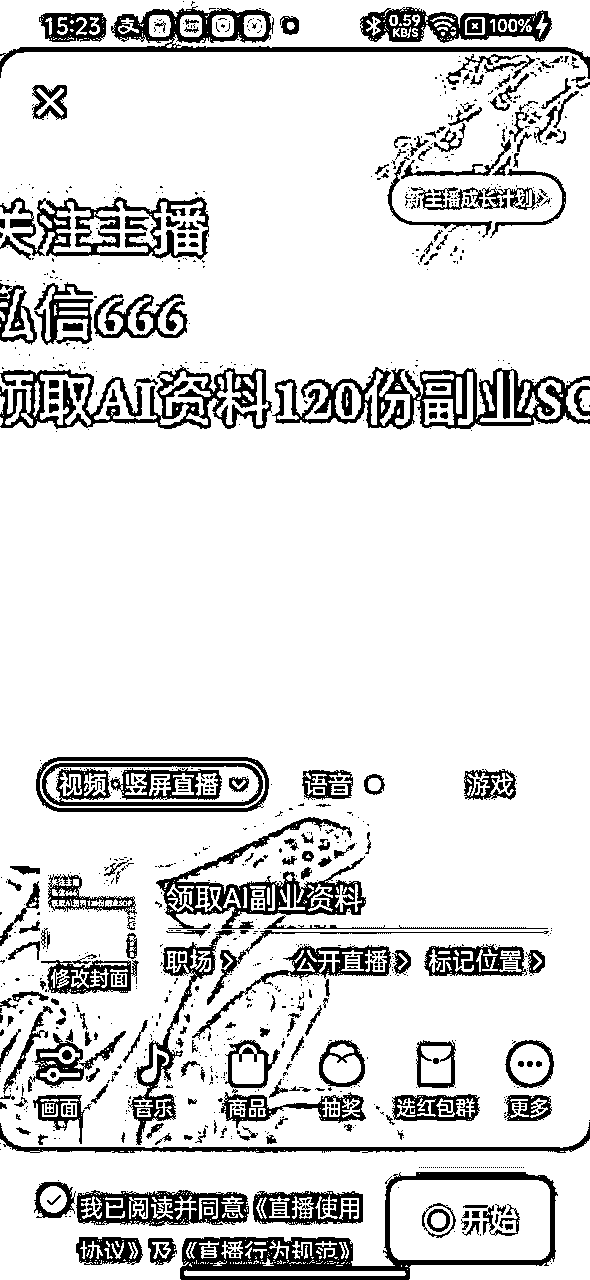 15:23 支 0.59 KB/S 100%
新主播成长计划
关注主播
私信666
领取AI资料120份副业SO
视频·竖屏直播 语音 游戏
领取AI副业资料
修改封面 职场 公开直播 标记位置
画面 音乐 商品 抽奖 选红包群 更多
我已阅读并同意《直播使用
协议》及《直播行为规范》
开始